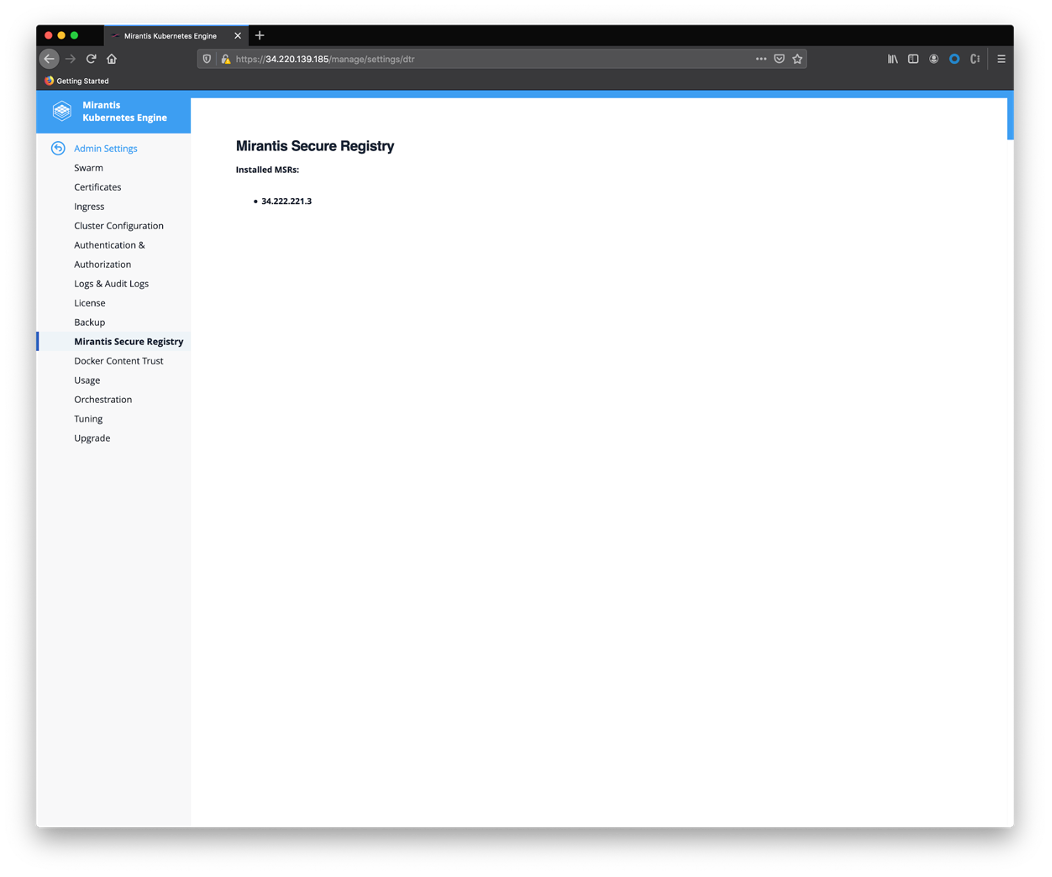 Mirantis Kubernetes Engine
https://34.220.139.185/manage/settings/dtr
Getting Started
Mirantis
Kubernetes Engine
Admin Settings
Swarm
Certificates
Ingress
Cluster Configuration
Authentication &
Authorization
Logs & Audit Logs
License
Backup
Mirantis Secure Registry
Docker Content Trust
Usage
Orchestration
Tuning
Upgrade
Mirantis Secure Registry
Installed MSRs:
• 34.222.221.3